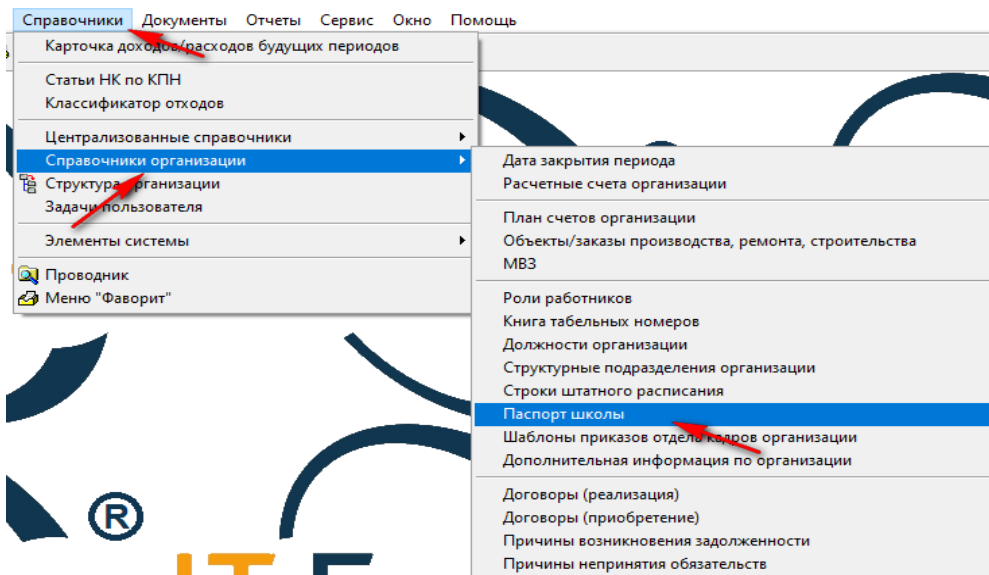 Справочники Документы Отчеты Сервис Окно Помощь
Карточка доходов/расходов будущих периодов
Статьи НК по КПН
Классификатор отходов
Централизованные справочники
Справочники организации
Структура организации
Задачи пользователя
Элементы системы
Проводник
Меню "Фаворит"
Дата закрытия периода
Расчетные счета организации
План счетов организации
Объекты/заказы производства, ремонта, строительства
МВЗ
Роли работников
Книга табельных номеров
Должности организации
Структурные подразделения организации
Строки штатного расписания
Паспорт школы
Шаблоны приказов отдела кадров организации
Дополнительная информация по организации
Договоры (реализация)
Договоры (приобретение)
Причины возникновения задолженности
Причины непринятия обязательств
®